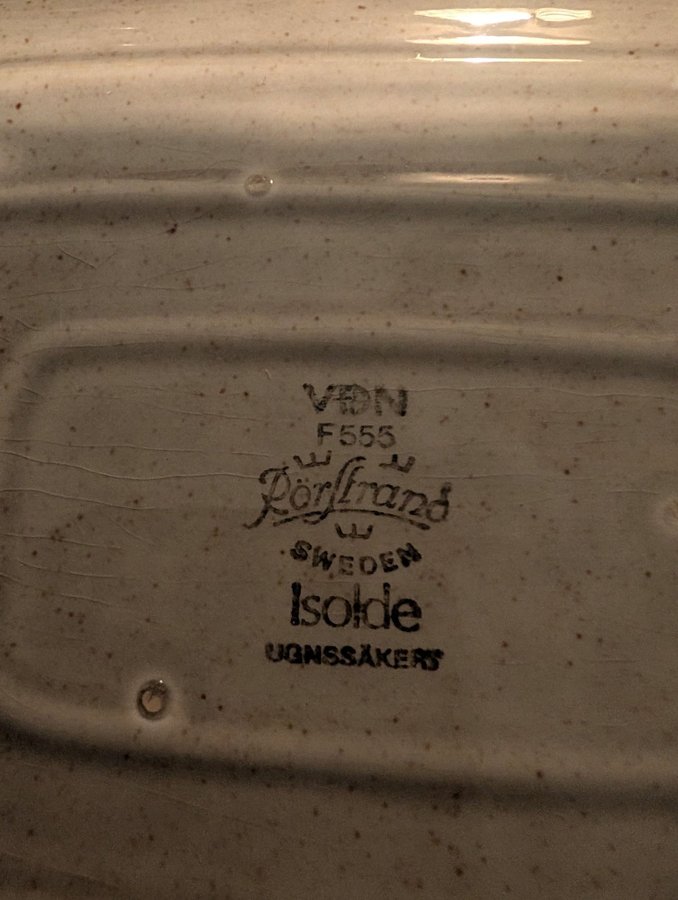 VDN
F555
Rörstrand
SWEDEN
Isolde
UGNSSÄKERT